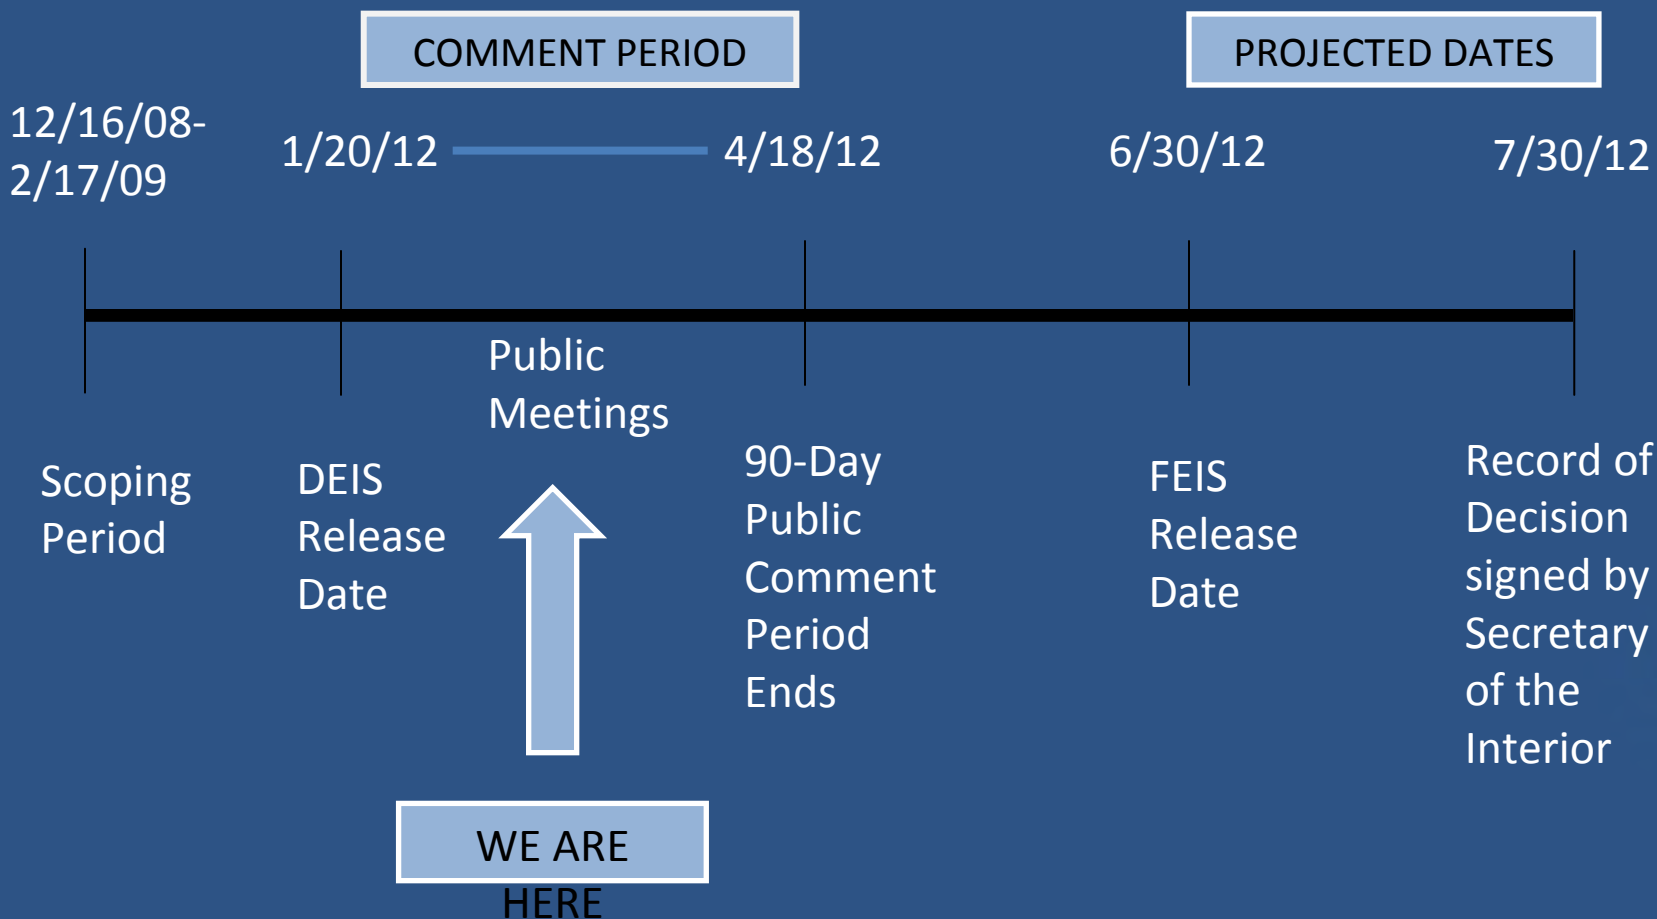 COMMENT PERIOD
PROJECTED DATES
12/16/08-
2/17/09
1/20/12
4/18/12
6/30/12
7/30/12
Public
Meetings
Scoping
Period
DEIS
Release
Date
90-Day
Public
Comment
Period
Ends
FEIS
Release
Date
Record of
Decision
signed by
Secretary
of the
Interior
WE ARE
HERE